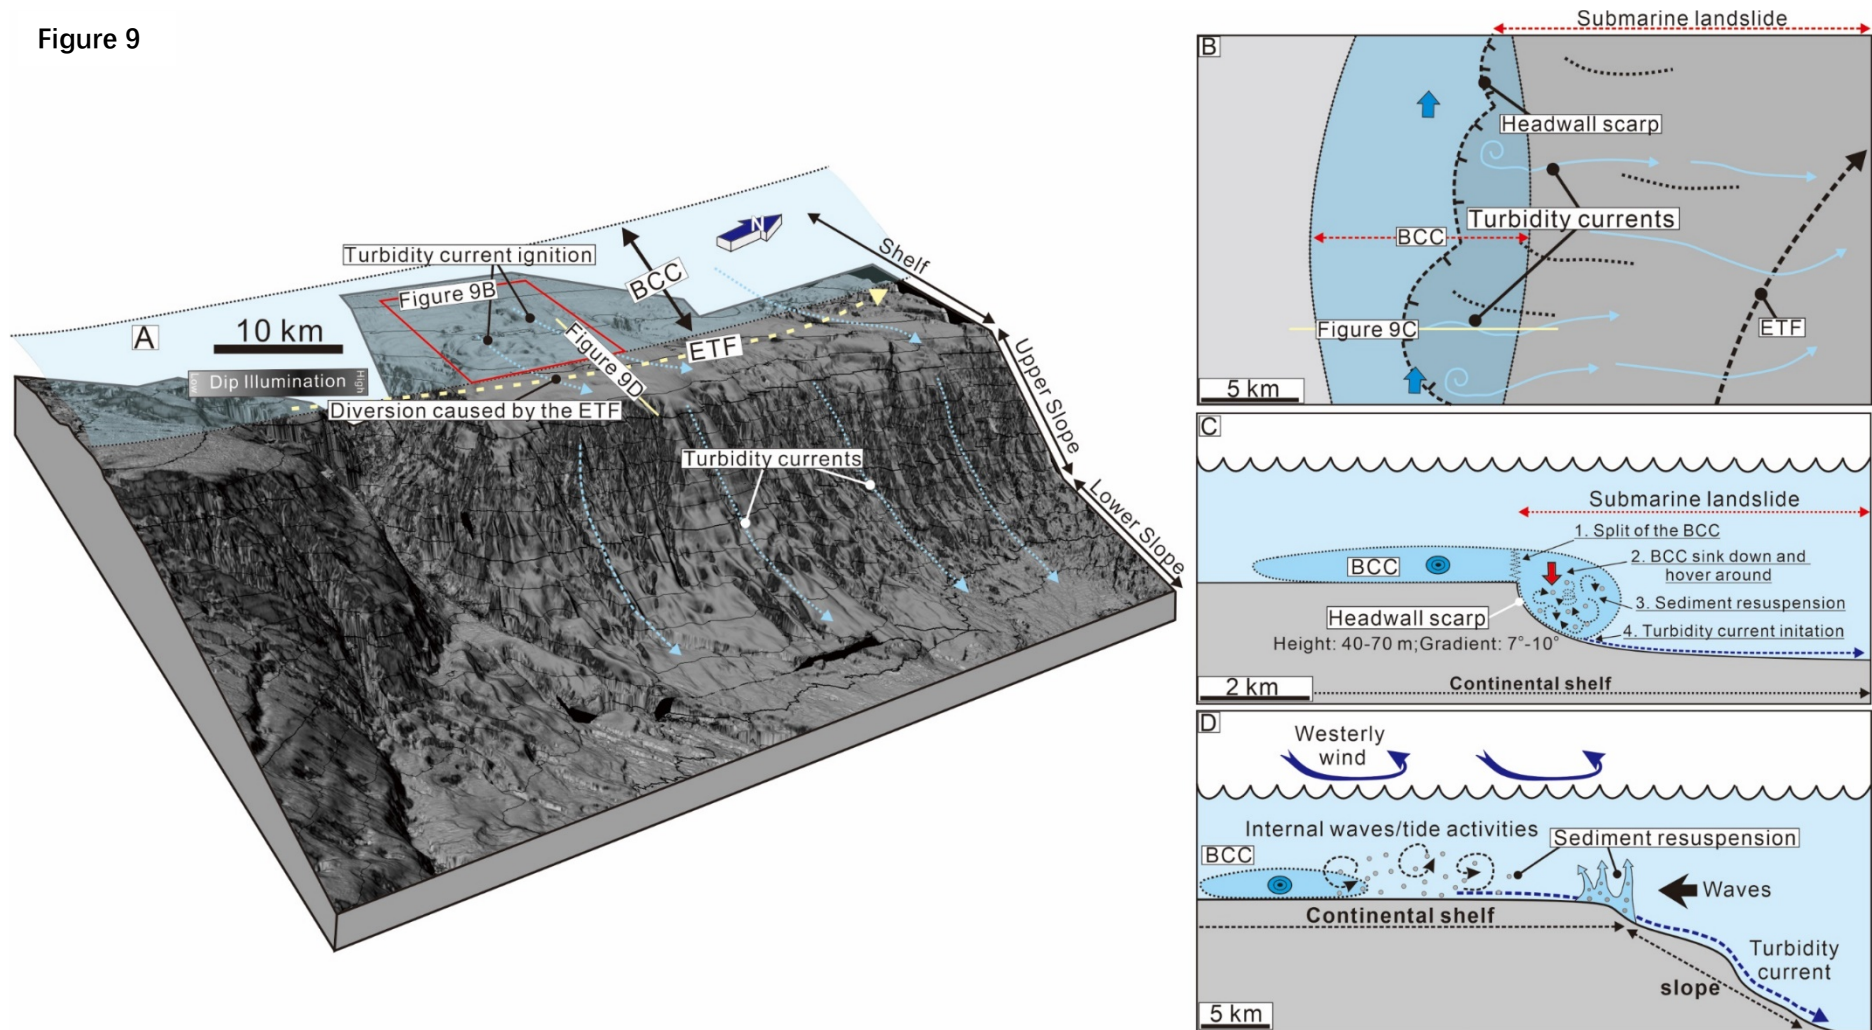 Figure 9
A
10 km
Low
Dip Illumination
High
Turbidity current ignition
Figure 9B
Figure 9D
BCC
N
Shelf
Upper Slope
Lower Slope
ETF
Diversion caused by the ETF
Turbidity currents
B
Submarine landslide
Headwall scarp
Turbidity currents
BCC
Figure 9C
ETF
5 km
C
Submarine landslide
1. Split of the BCC
2. BCC sink down and
hover around
BCC
3. Sediment resuspension
Headwall scarp
4. Turbidity current initation
Height: 40-70 m;Gradient: 7°-10°
Continental shelf
2 km
D
Westerly
wind
Internal waves/tide activities
Sediment resuspension
BCC
Waves
Continental shelf
Turbidity
current
slope
5 km